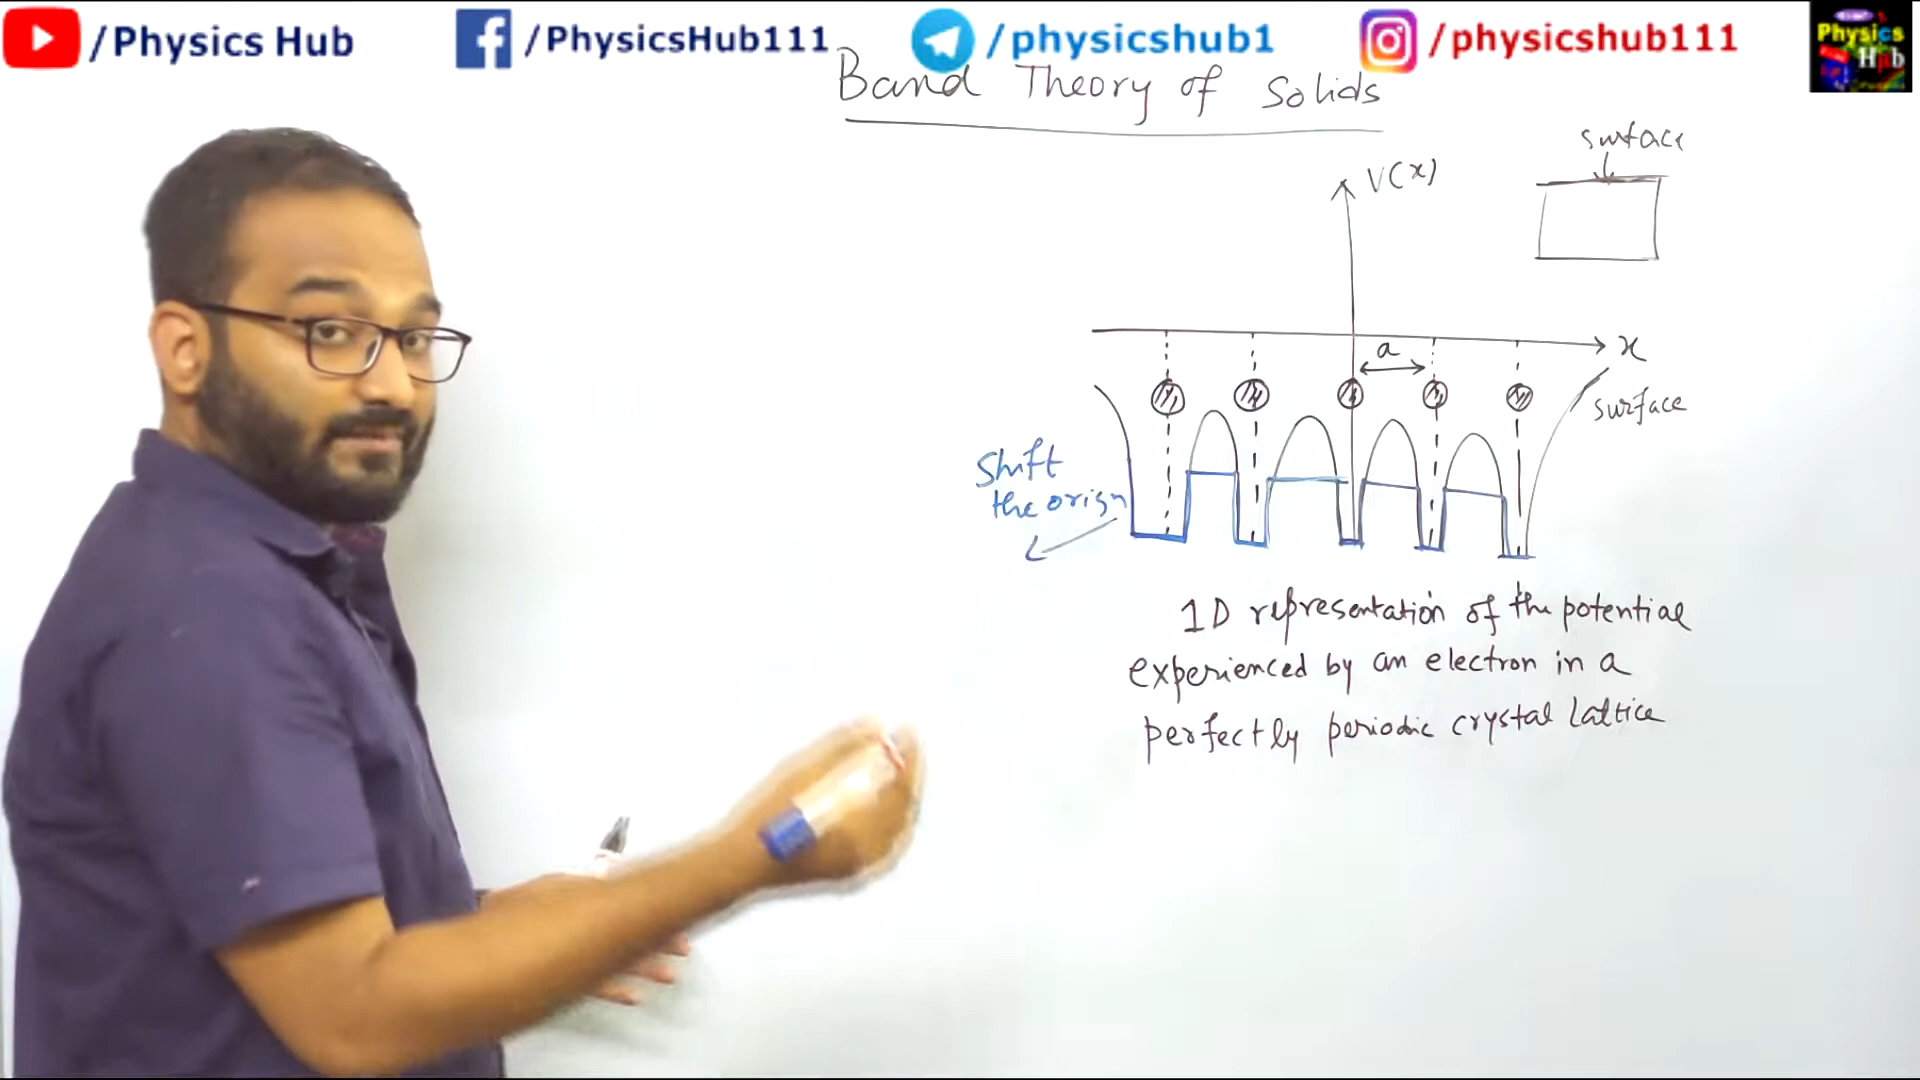 /Physics Hub
/PhysicsHub111
/physicshub1
/physicshub111
Physics
Hub
Band Theory of Solids
surface
V(x)
x
a
surface
Shift
the origin
1D representation of the potential
experienced by an electron in a
perfectly periodic crystal lattice